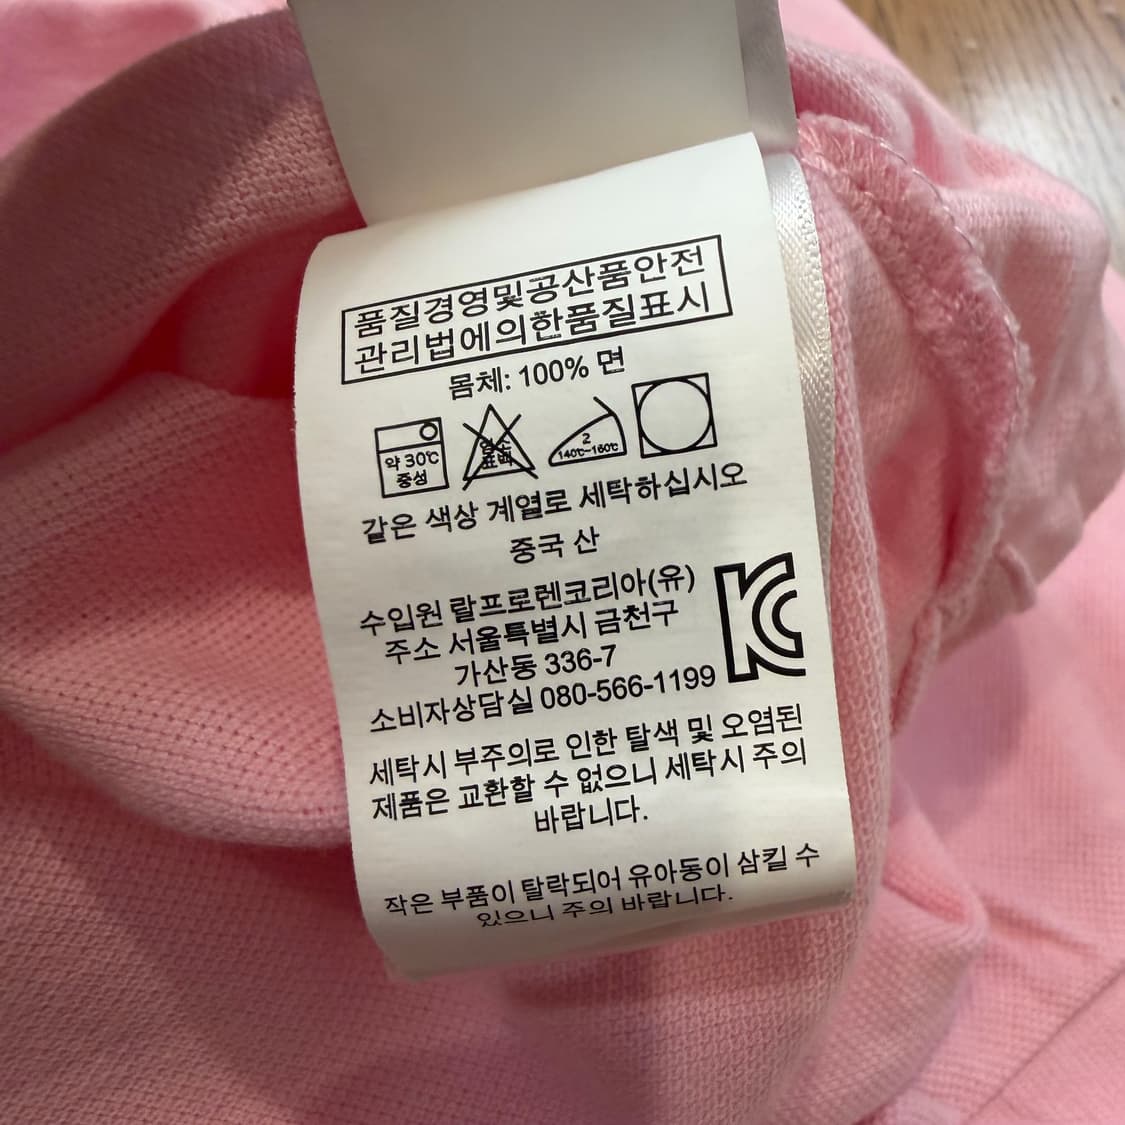 품질경영및공산품안전
관리법에의한품질표시
몸체: 100% 면
약 30℃
중성
염소
표백
2
140℃-160℃
같은 색상 계열로 세탁하십시오
중국 산
수입원 랄프로렌코리아(유)
주소 서울특별시 금천구
가산동 336-7
소비자상담실 080-566-1199
KC
세탁시 부주의로 인한 탈색 및 오염된
제품은 교환할 수 없으니 세탁시 주의
바랍니다.
작은 부품이 탈락되어 유아동이 삼킬 수
있으니 주의 바랍니다.